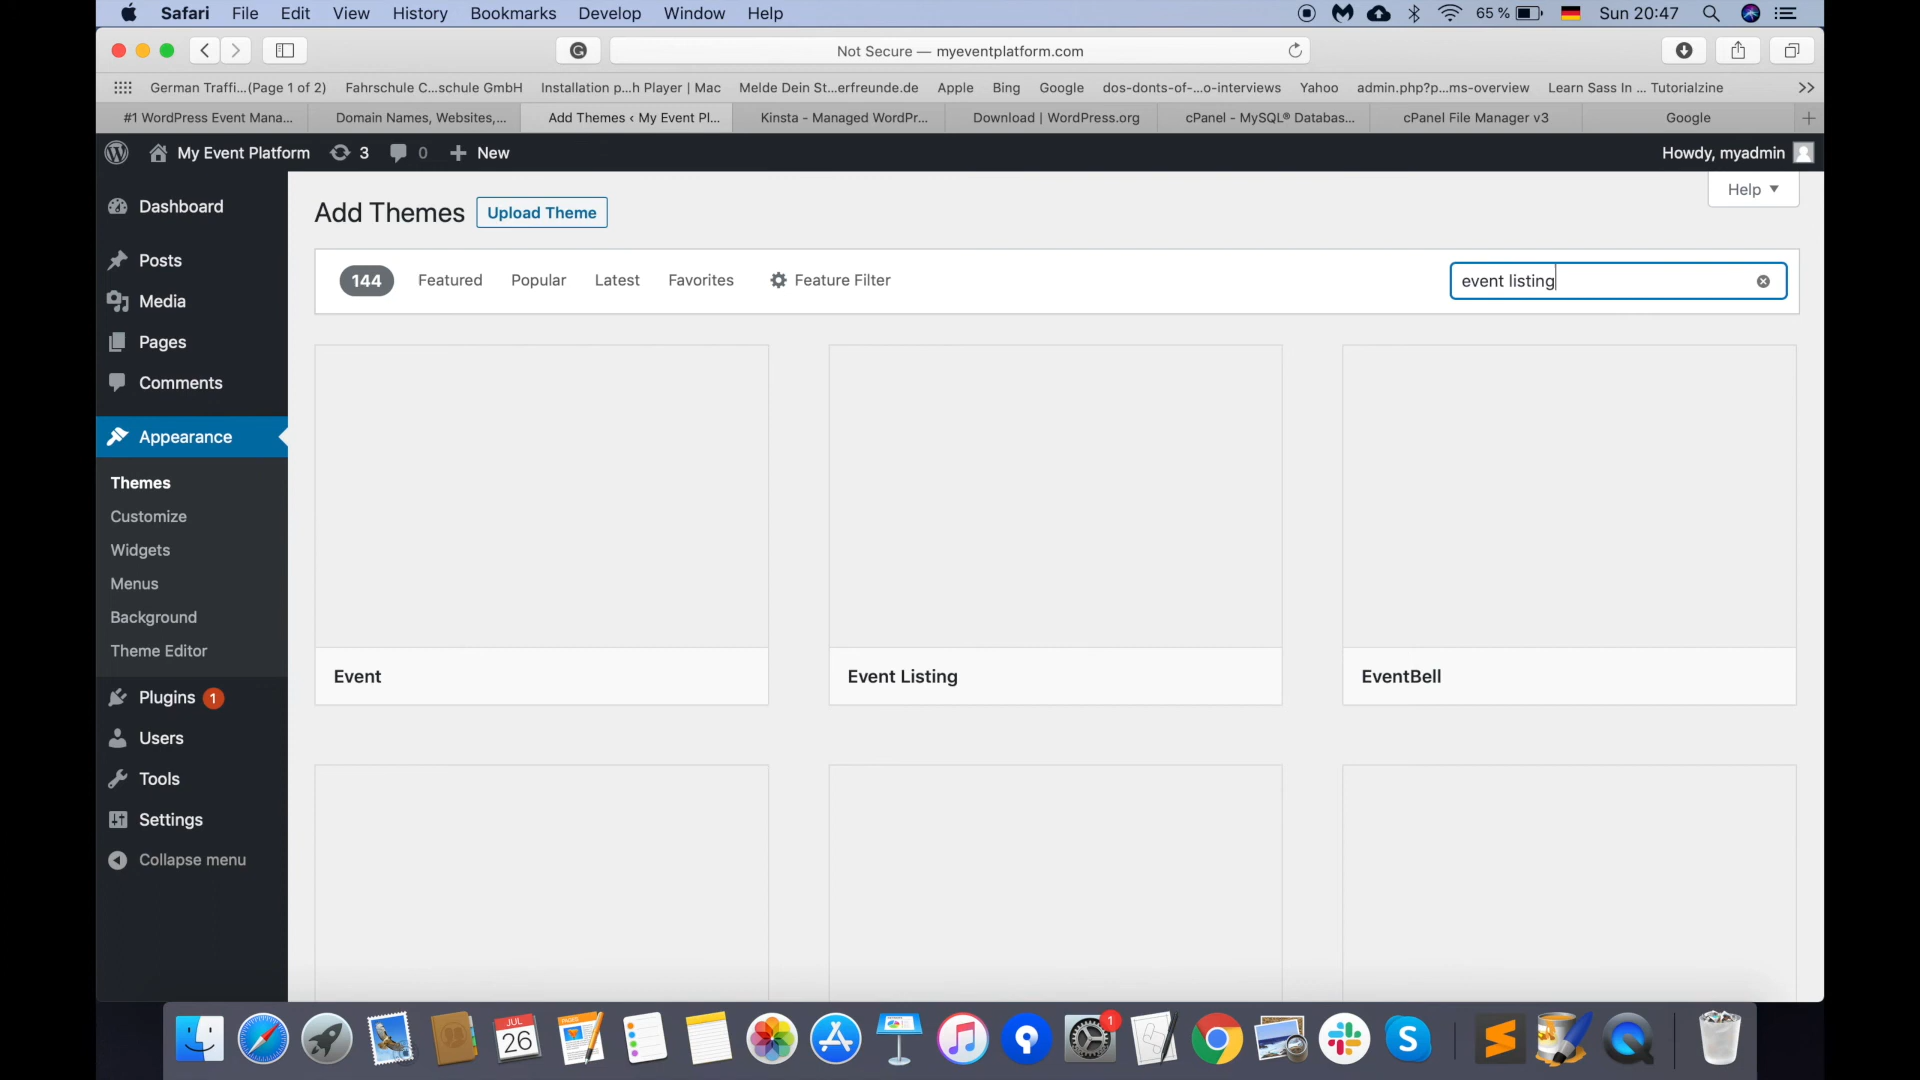 Safari File Edit View History Bookmarks Develop Window Help 65 % Sun 20:47
Not Secure — myeventplatform.com
German Traffi...(Page 1 of 2) Fahrschule C...schule GmbH Installation p...h Player | Mac Melde Dein St...erfreunde.de Apple Bing Google dos-donts-of-...o-interviews Yahoo admin.php?p...ms-overview Learn Sass In ... Tutorialzine
#1 WordPress Event Mana... Domain Names, Websites,... Add Themes ‹ My Event Pl... Kinsta - Managed WordPr... Download | WordPress.org cPanel - MySQL® Databas... cPanel File Manager v3 Google
My Event Platform 3 0 New Howdy, myadmin
Help
Dashboard
Posts
Media
Pages
Comments
Appearance
Themes
Customize
Widgets
Menus
Background
Theme Editor
Plugins 1
Users
Tools
Settings
Collapse menu
Add Themes Upload Theme
144 Featured Popular Latest Favorites Feature Filter event listing
Event Event Listing EventBell
JUL
26
PAGES
1